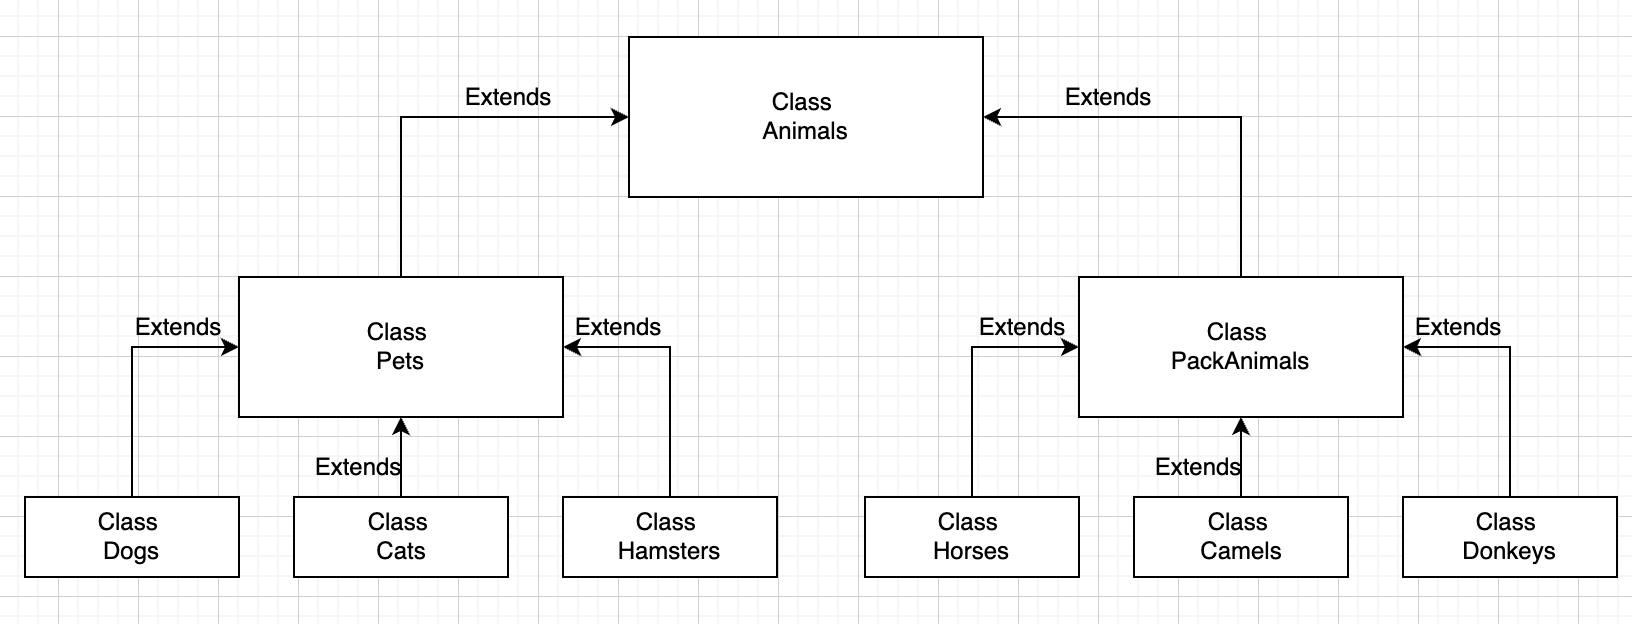 Extends
Class
Animals
Extends
Extends
Class
Pets
Extends
Extends
Class
PackAnimals
Extends
Extends
Extends
Class
Dogs
Class
Cats
Class
Hamsters
Class
Horses
Class
Camels
Class
Donkeys